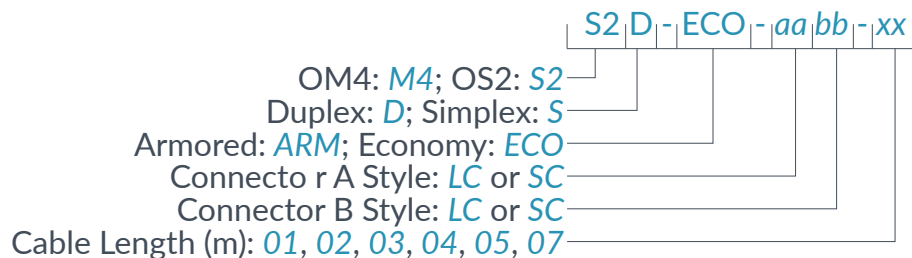 S2 D - ECO - aa bb - xx
OM4: M4; OS2: S2
Duplex: D; Simplex: S
Armored: ARM; Economy: ECO
Connecto r A Style: LC or SC
Connector B Style: LC or SC
Cable Length (m): 01, 02, 03, 04, 05, 07